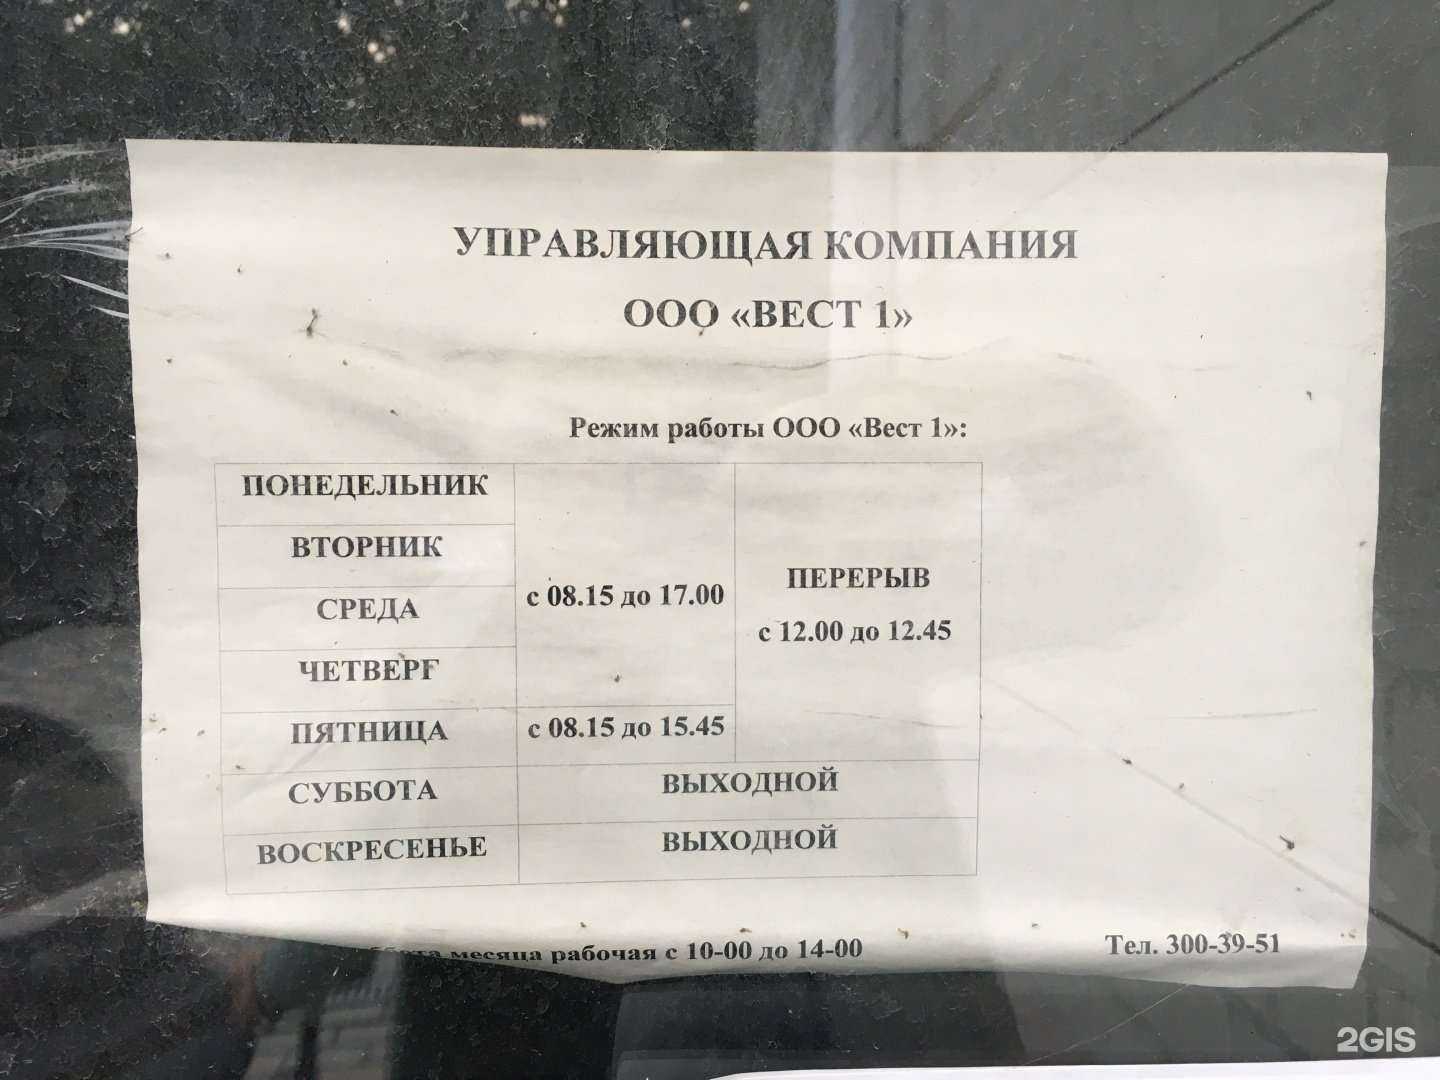 УПРАВЛЯЮЩАЯ КОМПАНИЯ
ООО «ВЕСТ 1»
Режим работы ООО «Вест 1»:
ПОНЕДЕЛЬНИК
ВТОРНИК
СРЕДА
ЧЕТВЕРГ
с 08.15 до 17.00
ПЕРЕРЫВ
с 12.00 до 12.45
ПЯТНИЦА с 08.15 до 15.45
СУББОТА ВЫХОДНОЙ
ВОСКРЕСЕНЬЕ ВЫХОДНОЙ
месяца рабочая с 10-00 до 14-00 Тел. 300-39-51
2GIS